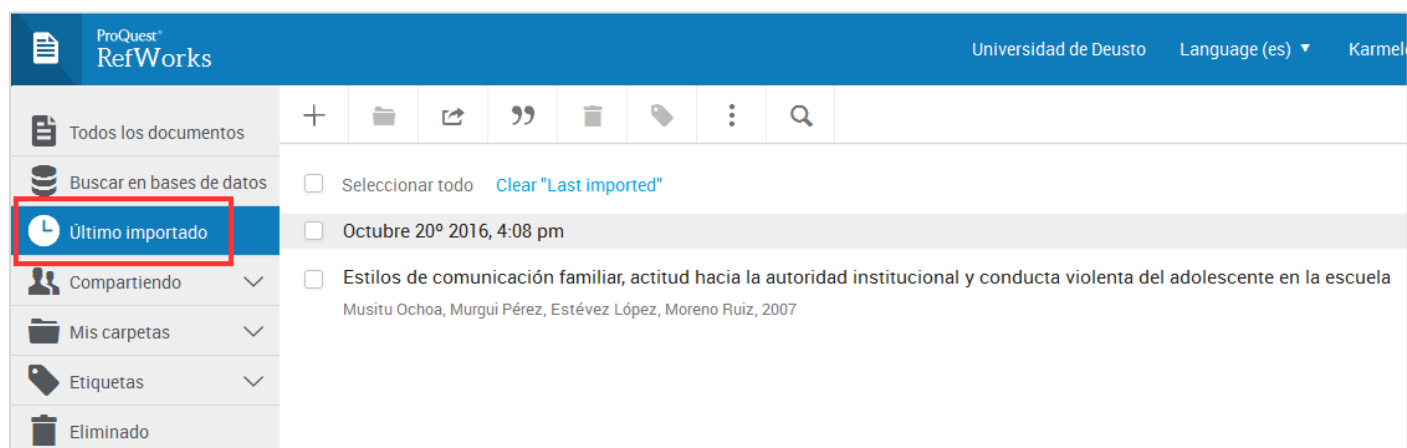 ProQuest®
RefWorks
Universidad de Deusto Language (es) ▼ Karmel
Todos los documentos
Buscar en bases de datos
Último importado
Compartiendo
Mis carpetas
Etiquetas
Eliminado
Seleccionar todo Clear "Last imported"
Octubre 20º 2016, 4:08 pm
Estilos de comunicación familiar, actitud hacia la autoridad institucional y conducta violenta del adolescente en la escuela
Musitu Ochoa, Murgui Pérez, Estévez López, Moreno Ruiz, 2007